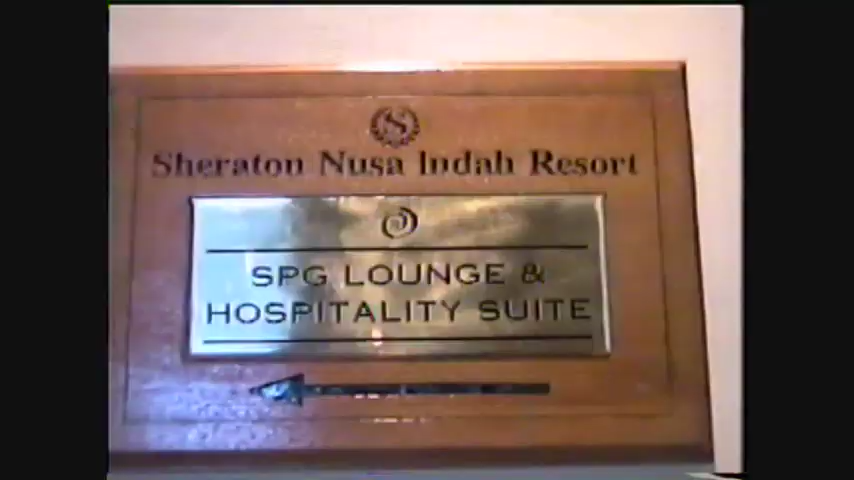 S
Sheraton Nusa Indah Resort
SPG LOUNGE &
HOSPITALITY SUITE